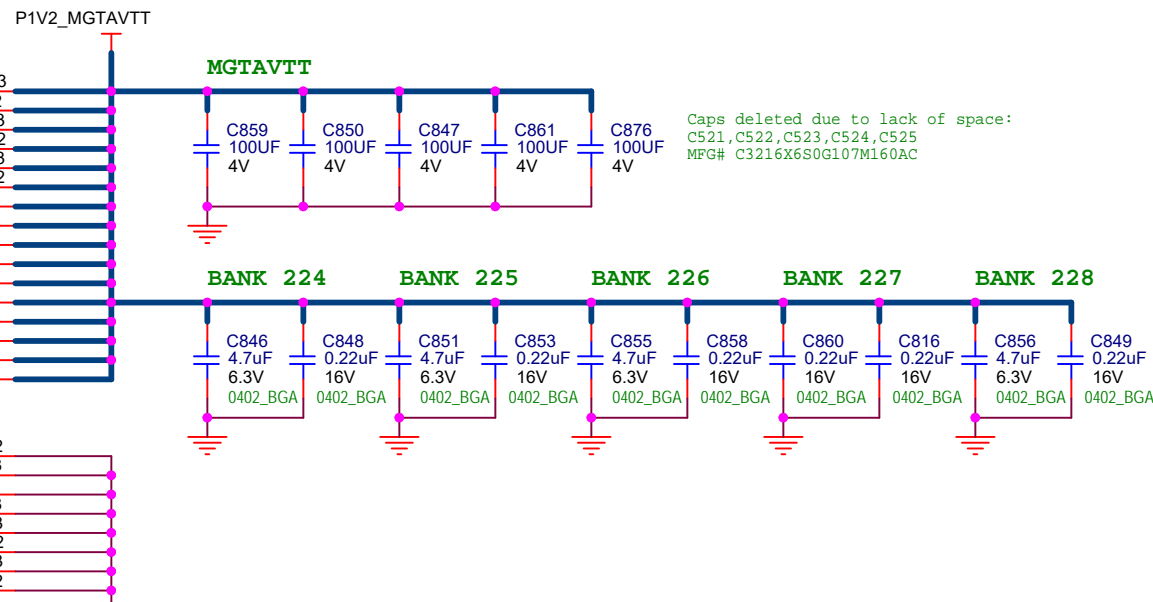 P1V2_MGTAVTT
MGTAVTT
C859
100UF
4V
C850
100UF
4V
C847
100UF
4V
C861
100UF
4V
C876
100UF
4V
Caps deleted due to lack of space:
C521,C522,C523,C524,C525
MFG# C3216X6S0G107M160AC
BANK 224
BANK 225
BANK 226
BANK 227
BANK 228
C846
4.7uF
6.3V
0402_BGA
C848
0.22uF
16V
0402_BGA
C851
4.7uF
6.3V
0402_BGA
C853
0.22uF
16V
0402_BGA
C855
4.7uF
6.3V
0402_BGA
C858
0.22uF
16V
0402_BGA
C860
0.22uF
16V
0402_BGA
C816
0.22uF
16V
0402_BGA
C856
4.7uF
6.3V
0402_BGA
C849
0.22uF
16V
0402_BGA